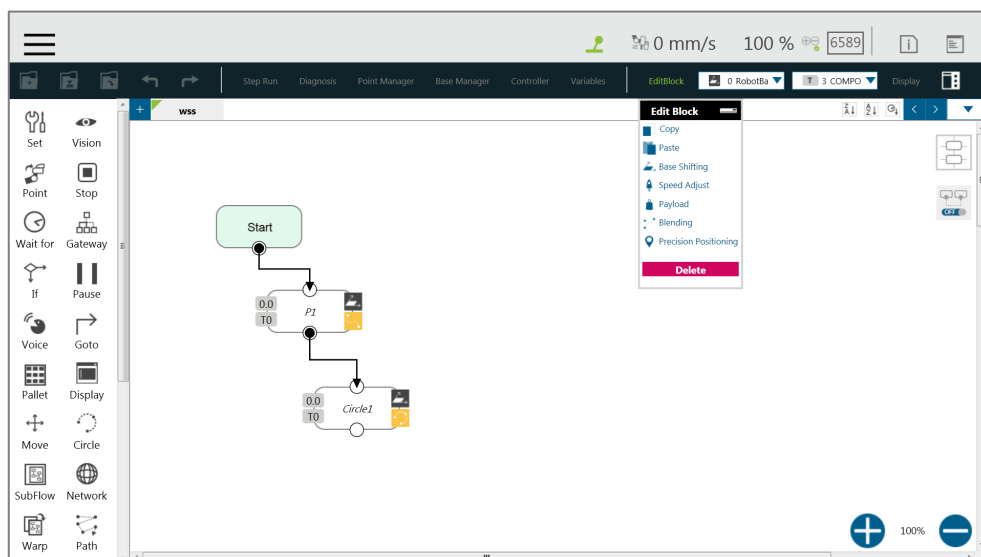 0 mm/s 100 % 6589
Step Run Diagnosis Point Manager Base Manager Controller Variables EditBlock 0 RobotBa T 3 COMPO Display
+ wss
Edit Block
Copy
Paste
Base Shifting
Speed Adjust
Payload
Blending
Precision Positioning
Delete
Set Vision
Point Stop
Wait for Gateway
If Pause
Voice Goto
Pallet Display
Move Circle
SubFlow Network
Warp Path
Start
0.0
T0
P1
0.0
T0
Circle1
OFF
100%